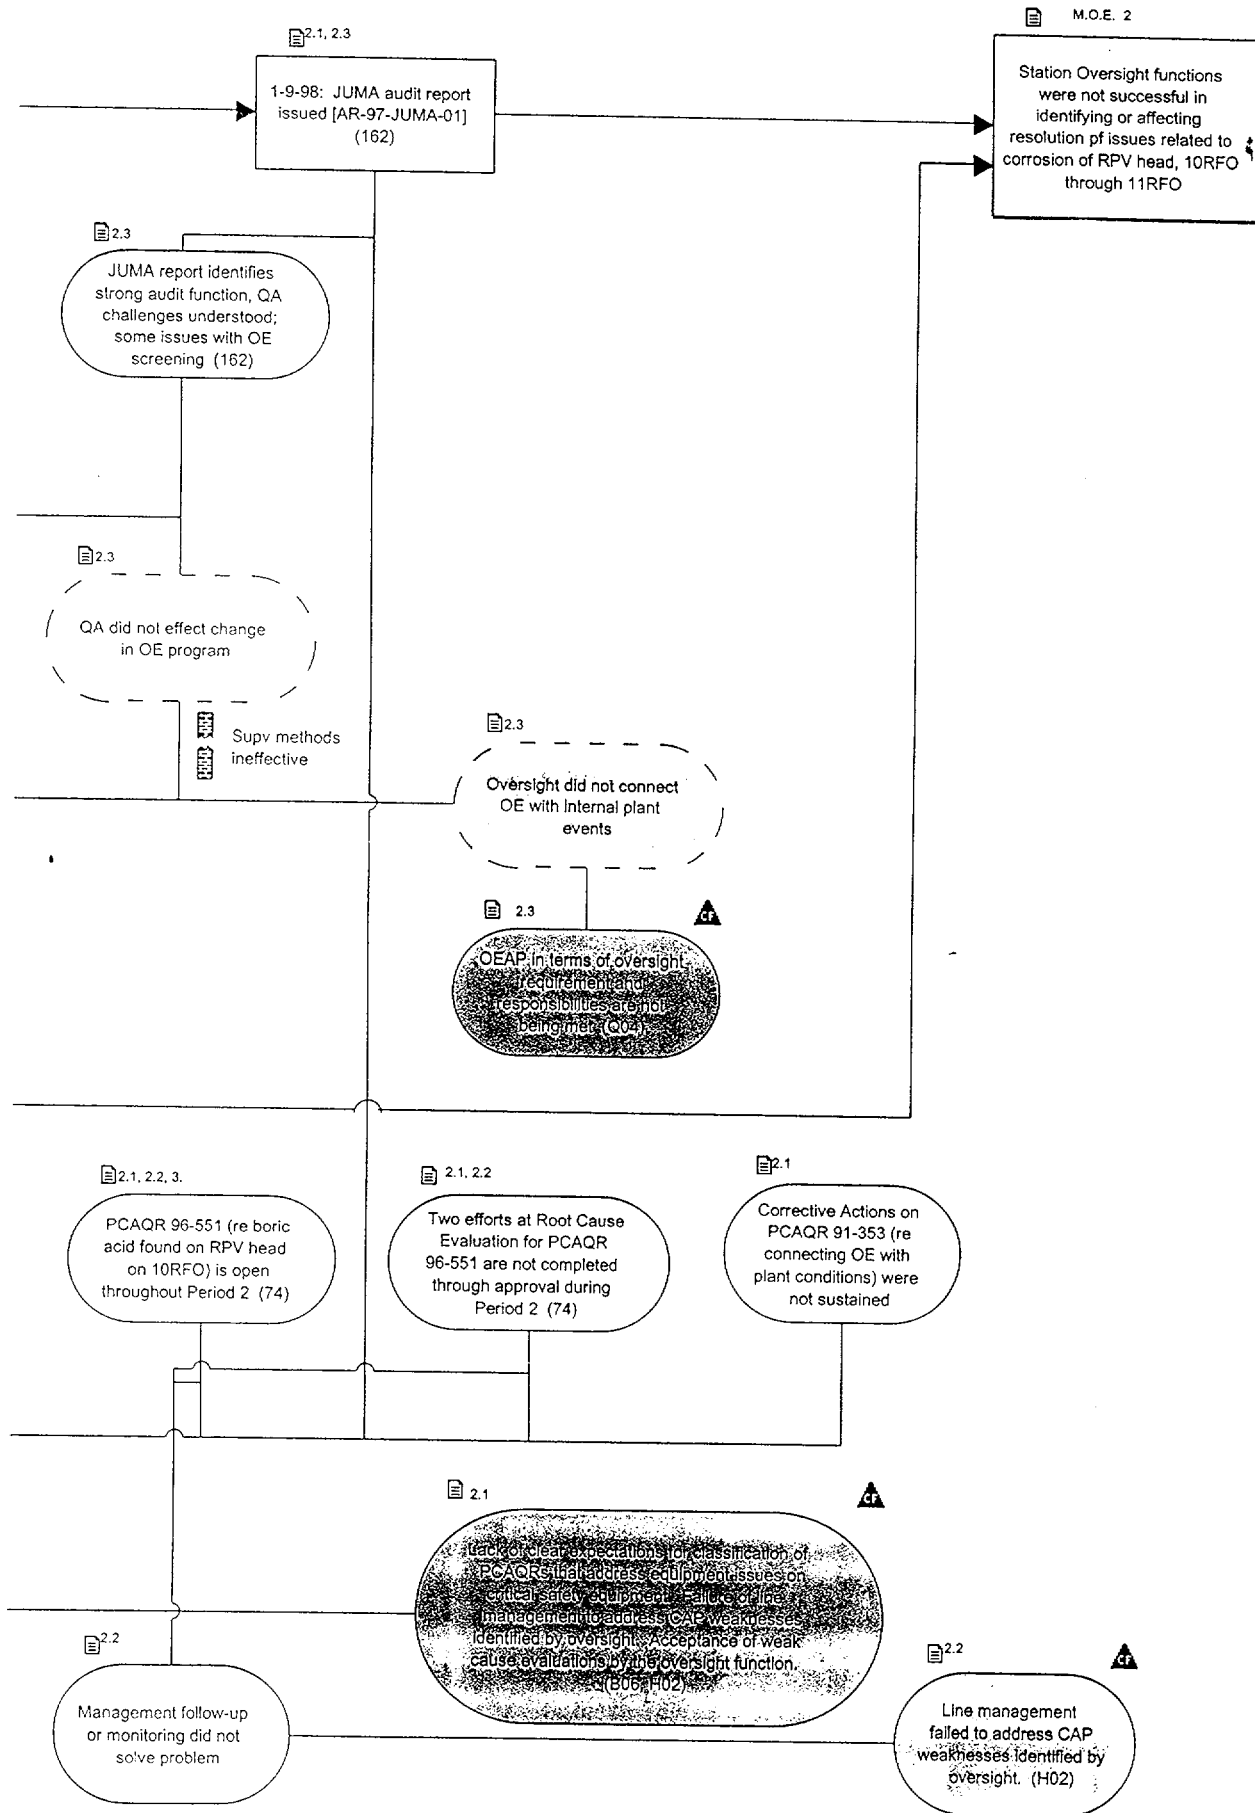 M.O.E. 2
2.1, 2.3
1-9-98: JUMA audit report
issued [AR-97-JUMA-01]
(162)
Station Oversight functions
were not successful in
identifying or affecting
resolution pf issues related to
corrosion of RPV head, 10RFO
through 11RFO
2.3
JUMA report identifies
strong audit function, QA
challenges understood;
some issues with OE
screening (162)
2.3
QA did not effect change
in OE program
Supv methods
ineffective
2.3
Oversight did not connect
OE with Internal plant
events
2.3
CF
OEAP in terms of oversight
requirement and
responsibilities are not
being met. (Q04)
2.1, 2.2, 3.
PCAQR 96-551 (re boric
acid found on RPV head
on 10RFO) is open
throughout Period 2 (74)
2.1, 2.2
Two efforts at Root Cause
Evaluation for PCAQR
96-551 are not completed
through approval during
Period 2 (74)
2.1
Corrective Actions on
PCAQR 91-353 (re
connecting OE with
plant conditions) were
not sustained
2.1
CF
Lack of clear expectations for classification of
PCAQRs that address equipment issues on
critical safety equipment. Failure of line
management to address CAP weaknesses
identified by oversight. Acceptance of weak
cause evaluations by the oversight function.
(B06, H02)
2.2
Management follow-up
or monitoring did not
solve problem
2.2
CF
Line management
failed to address CAP
weaknesses identified by
oversight. (H02)